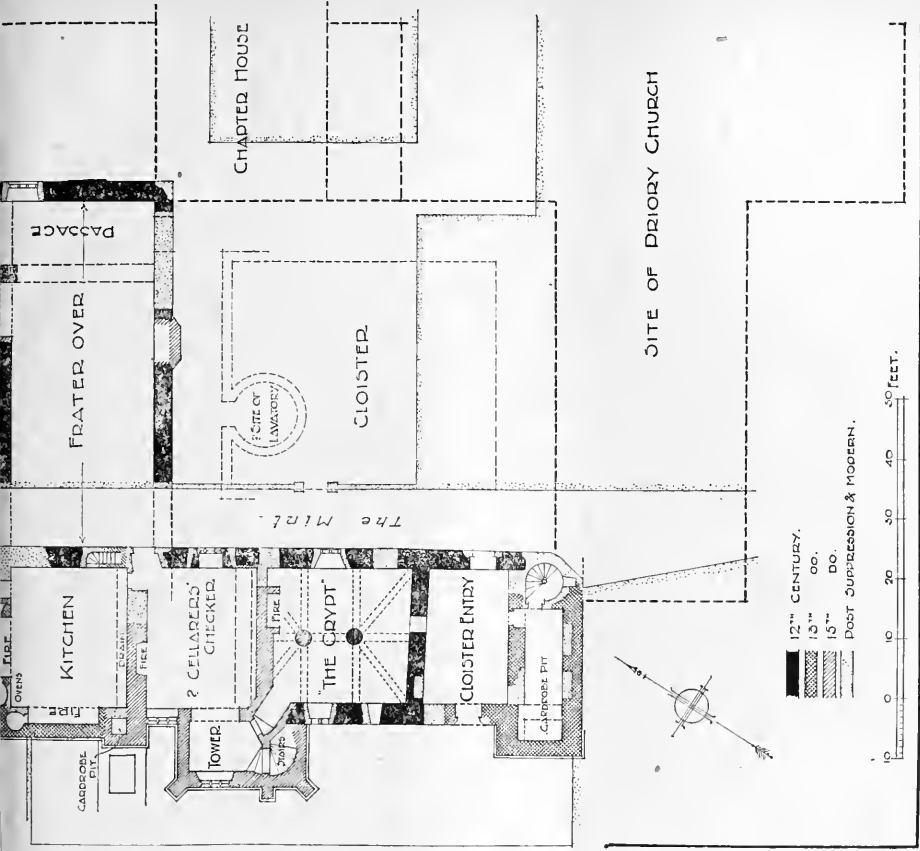 CHAPTER HOUSE
SITE OF PRIORY CHURCH
PASSAGE
FRATER OVER
? SITE OF
LAVATORY
CLOISTER
The Mint.
FIRE
OVENS
KITCHEN
FIRE
DRAIN
FIRE
? CELLARERS'
CHECKER
FIRE
"THE CRYPT"
CLOISTER ENTRY
GARDROBE PIT
TOWER
STAIRS
GARDROBE
PIT
12TH CENTURY.
13TH DO.
15TH DO.
POST SUPPRESSION & MODERN.
10 0 10 20 30 40 50 FEET.